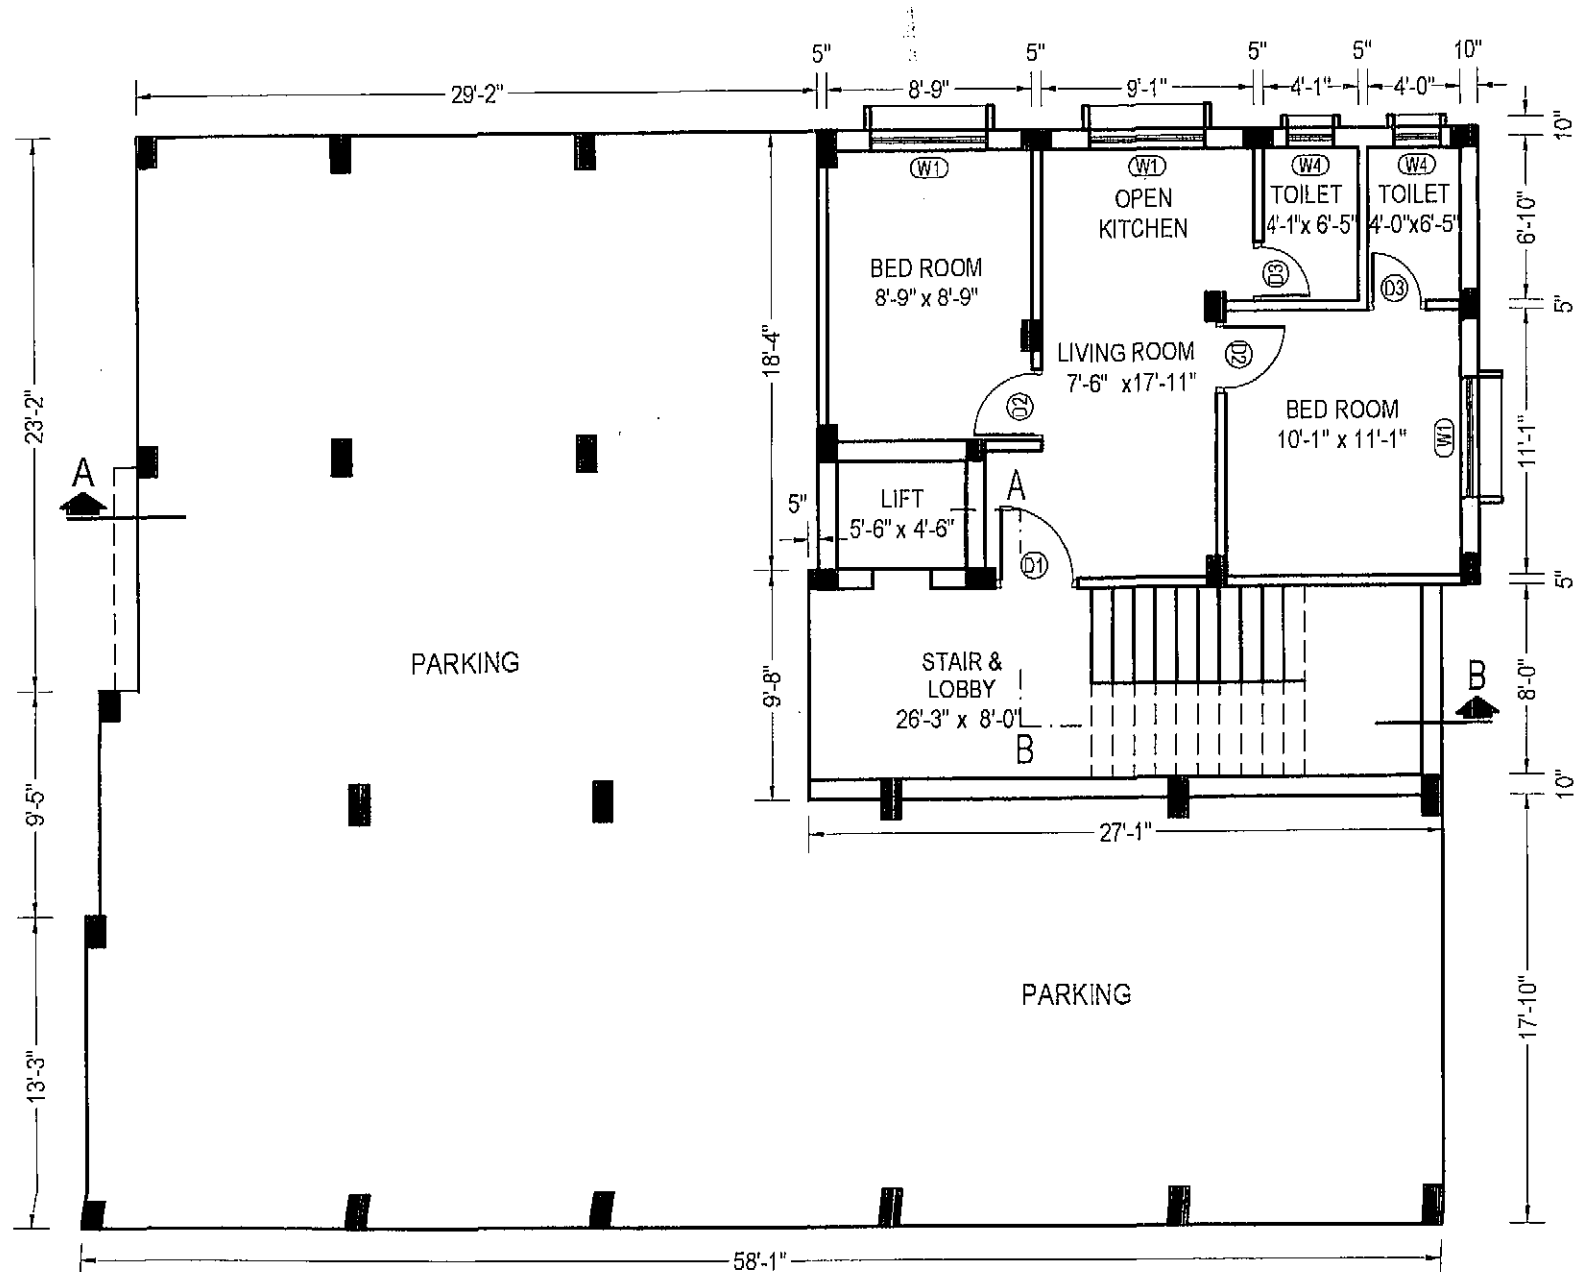 5" 5" 5" 5" 10"
29'-2" 8'-9" 9'-1" 4'-1" 4'-0"
10"
W1 W1 W4 W4
OPEN
KITCHEN
TOILET
4'-1"x 6'-5"
TOILET
4'-0"x6'-5"
6'-10"
BED ROOM
8'-9" x 8'-9"
D3
D3
5"
18'-4"
LIVING ROOM
7'-6" x17'-11"
D2
D2
23'-2"
BED ROOM
10'-1" x 11'-1"
W1
11'-1"
A
5"
LIFT
5'-6" x 4'-6"
A
D1
5"
PARKING
STAIR &
LOBBY
26'-3" x 8'-0"
9'-8"
8'-0"
B
B
9'-5"
10"
27'-1"
PARKING
17'-10"
13'-3"
58'-1"